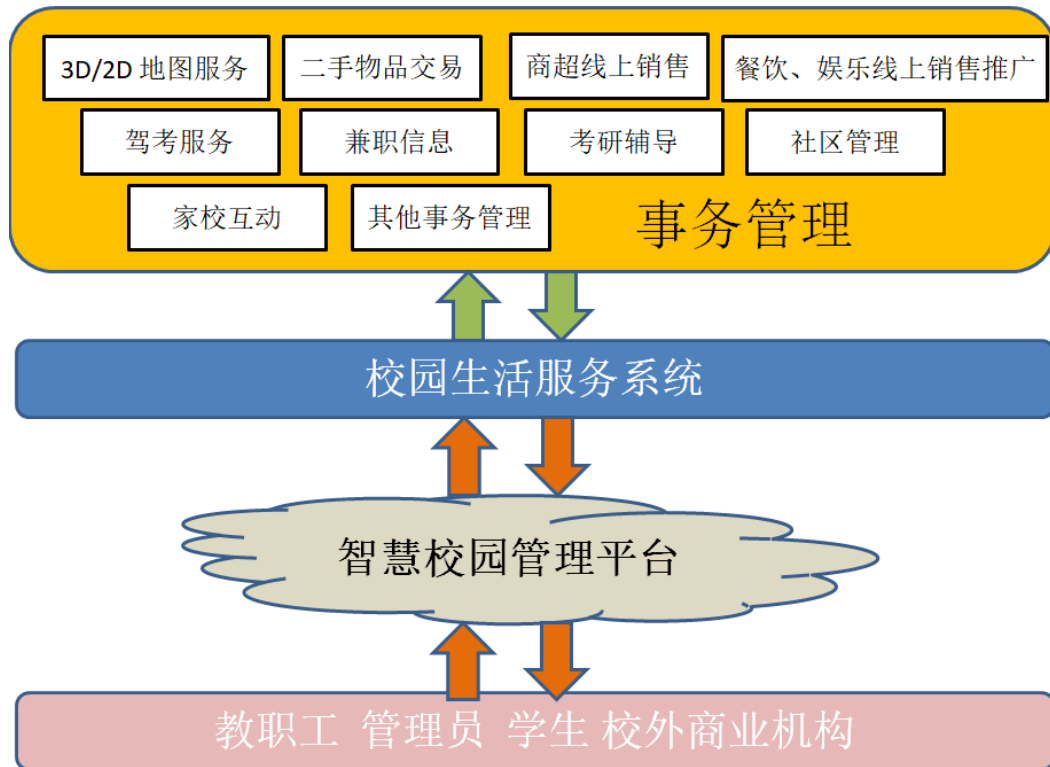 3D/2D 地图服务 二手物品交易 商超线上销售 餐饮、娱乐线上销售推广
驾考服务 兼职信息 考研辅导 社区管理
家校互动 其他事务管理 事务管理
校园生活服务系统
智慧校园管理平台
教职工 管理员 学生 校外商业机构